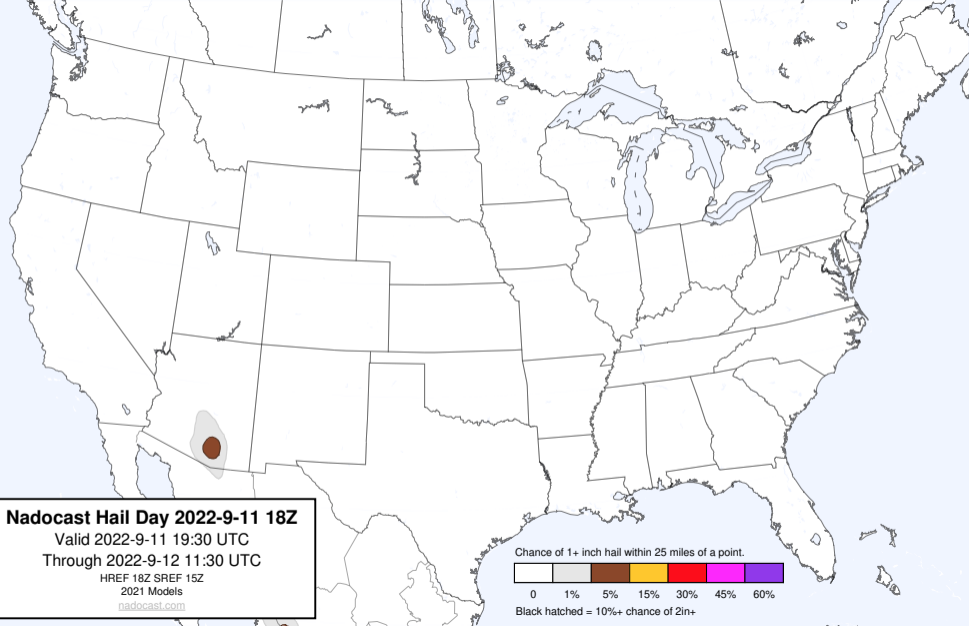 Nadocast Hail Day 2022-9-11 18Z
Valid 2022-9-11 19:30 UTC
Through 2022-9-12 11:30 UTC
HREF 18Z SREF 15Z
2021 Models
nadocast.com
Chance of 1+ inch hail within 25 miles of a point.
0 1% 5% 15% 30% 45% 60%
Black hatched = 10%+ chance of 2in+